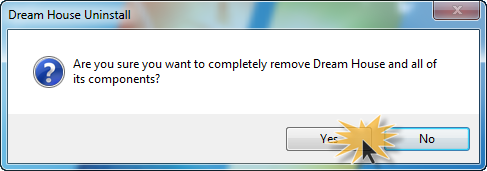 Dream House Uninstall
Are you sure you want to completely remove Dream House and all of
its components?
Yes
No